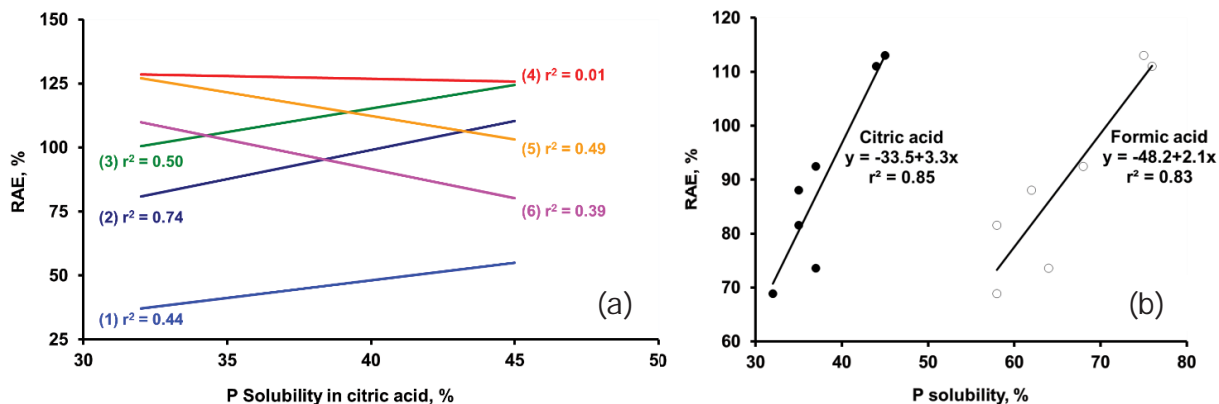 150
125
100
75
50
25
30
35
40
45
50
RAE, %
P Solubility in citric acid, %
(4) r² = 0.01
(3) r² = 0.50
(5) r² = 0.49
(2) r² = 0.74
(6) r² = 0.39
(1) r² = 0.44
(a)
120
110
100
90
80
70
60
30
40
50
60
70
80
RAE, %
P solubility, %
Citric acid
y = -33.5+3.3x
r² = 0.85
Formic acid
y = -48.2+2.1x
r² = 0.83
(b)